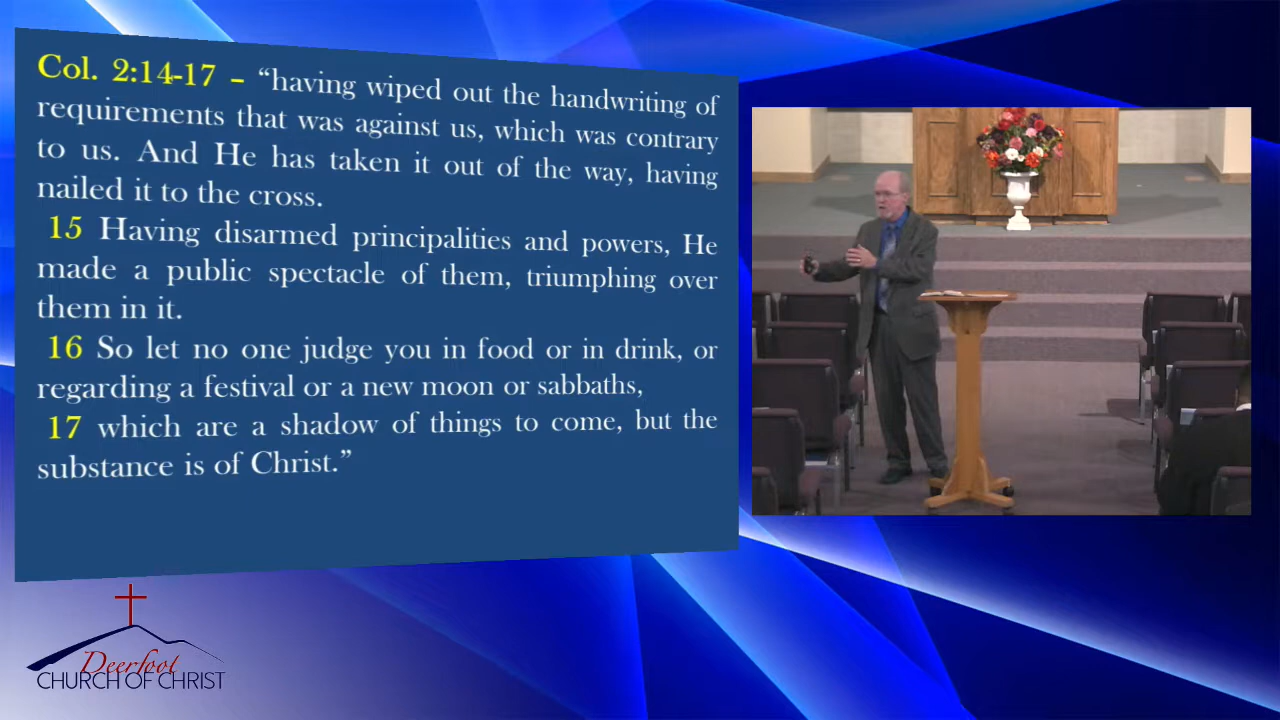 Col. 2:14-17 – “having wiped out the handwriting of
requirements that was against us, which was contrary
to us. And He has taken it out of the way, having
nailed it to the cross.
15 Having disarmed principalities and powers, He
made a public spectacle of them, triumphing over
them in it.
16 So let no one judge you in food or in drink, or
regarding a festival or a new moon or sabbaths,
17 which are a shadow of things to come, but the
substance is of Christ.”
Deerfoot
CHURCH OF CHRIST